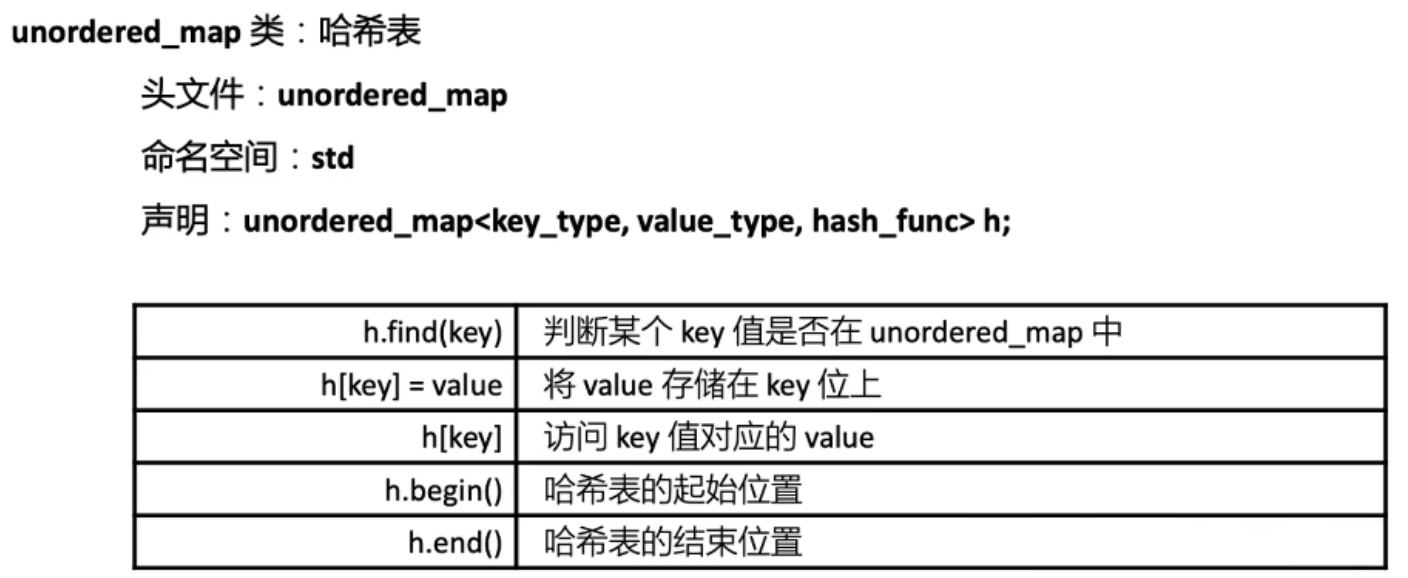 unordered_map 类：哈希表
头文件：unordered_map
命名空间：std
声明：unordered_map<key_type, value_type, hash_func> h;
h.find(key) 判断某个 key 值是否在 unordered_map 中
h[key] = value 将 value 存储在 key 位上
h[key] 访问 key 值对应的 value
h.begin() 哈希表的起始位置
h.end() 哈希表的结束位置